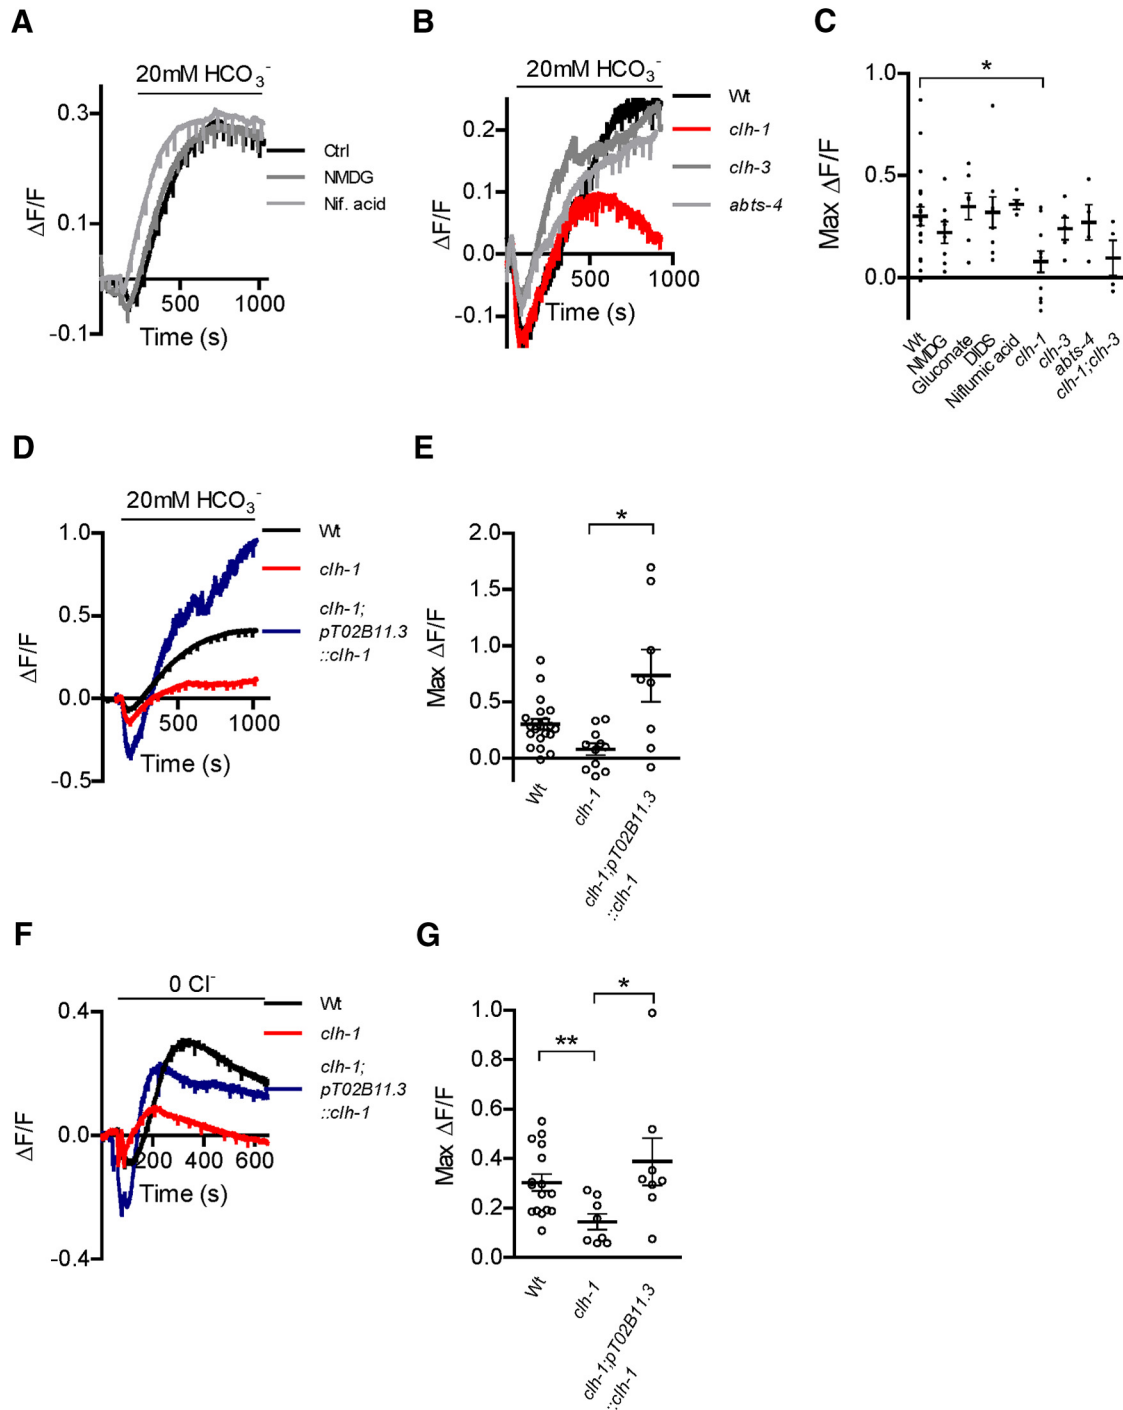 A
20mM HCO3-
0.3
0.1
-0.1
ΔF/F
500
1000
Time (s)
Ctrl
NMDG
Nif. acid
B
20mM HCO3-
0.2
0.1
0.0
-0.1
ΔF/F
500
1000
Time (s)
Wt
clh-1
clh-3
abts-4
C
*
1.0
0.5
0.0
Max ΔF/F
Wt
NMDG
Gluconate
DIDS
Niflumic acid
clh-1
clh-3
abts-4
clh-1;clh-3
D
20mM HCO3-
1.0
0.5
0.0
-0.5
ΔF/F
500
1000
Time (s)
Wt
clh-1
clh-1;
pT02B11.3
::clh-1
E
*
2.0
1.5
1.0
0.5
0.0
Max ΔF/F
Wt
clh-1
clh-1;pT02B11.3
::clh-1
F
0 Cl-
0.4
0.0
-0.4
ΔF/F
200
400
600
Time (s)
Wt
clh-1
clh-1;
pT02B11.3
::clh-1
G
*
**
1.0
0.8
0.6
0.4
0.2
0.0
Max ΔF/F
Wt
clh-1
clh-1;pT02B11.3
::clh-1